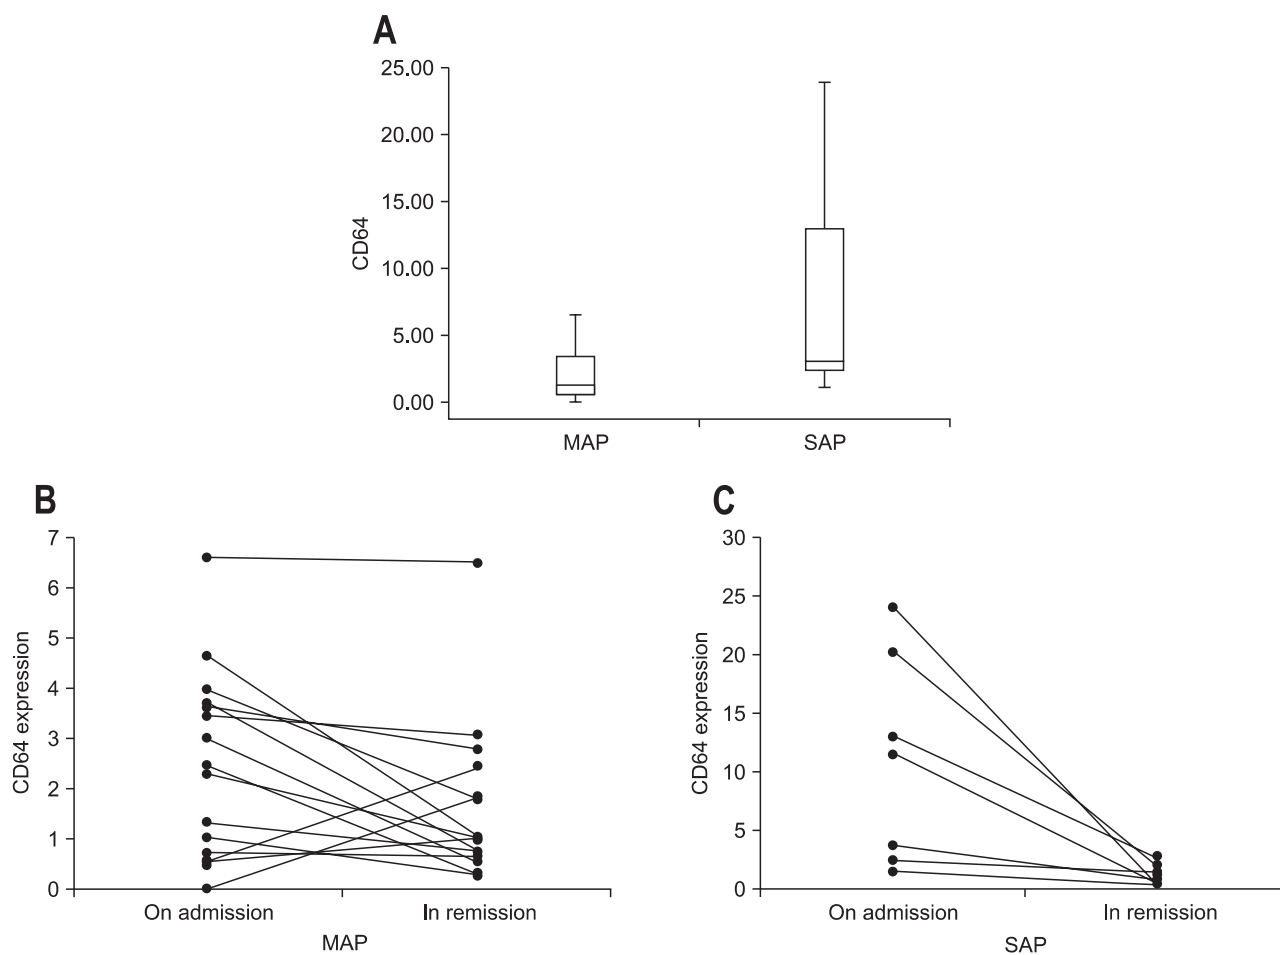 A
25.00
20.00
15.00
10.00
5.00
0.00
CD64
MAP SAP
B
7
6
5
4
3
2
1
0
CD64 expression
On admission In remission
MAP
C
30
25
20
15
10
5
0
CD64 expression
On admission In remission
SAP